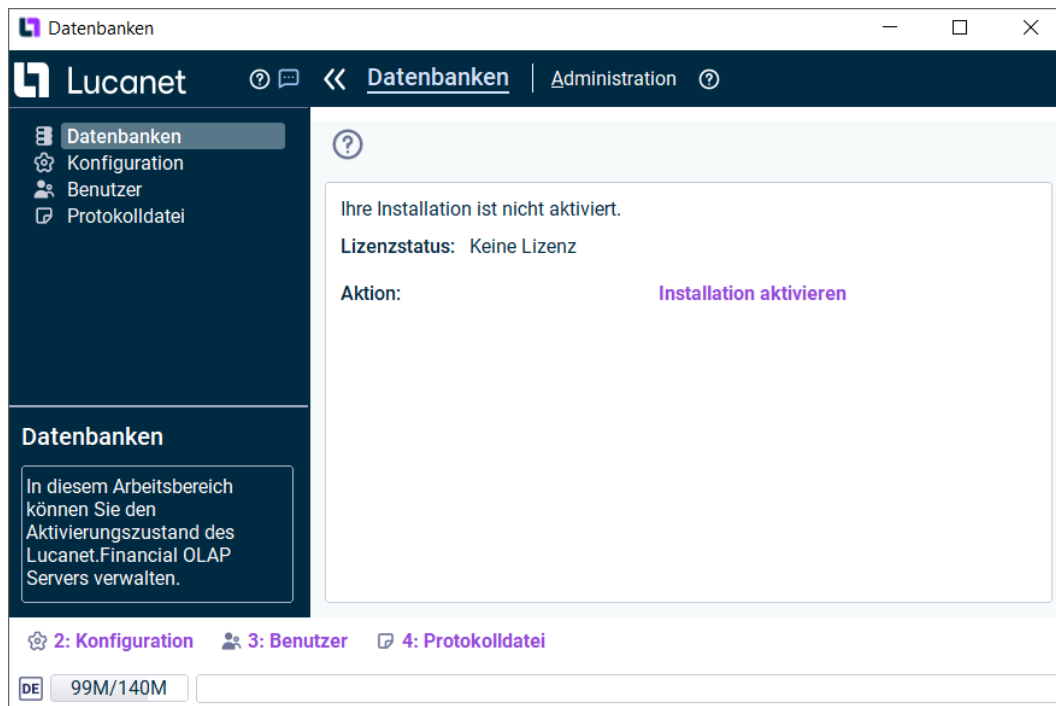 Datenbanken
Lucanet
Datenbanken
Administration
Datenbanken
Konfiguration
Benutzer
Protokolldatei
Ihre Installation ist nicht aktiviert.
Lizenzstatus: Keine Lizenz
Aktion: Installation aktivieren
Datenbanken
In diesem Arbeitsbereich
können Sie den
Aktivierungszustand des
Lucanet.Financial OLAP
Servers verwalten.
2: Konfiguration 3: Benutzer 4: Protokolldatei
DE 99M/140M